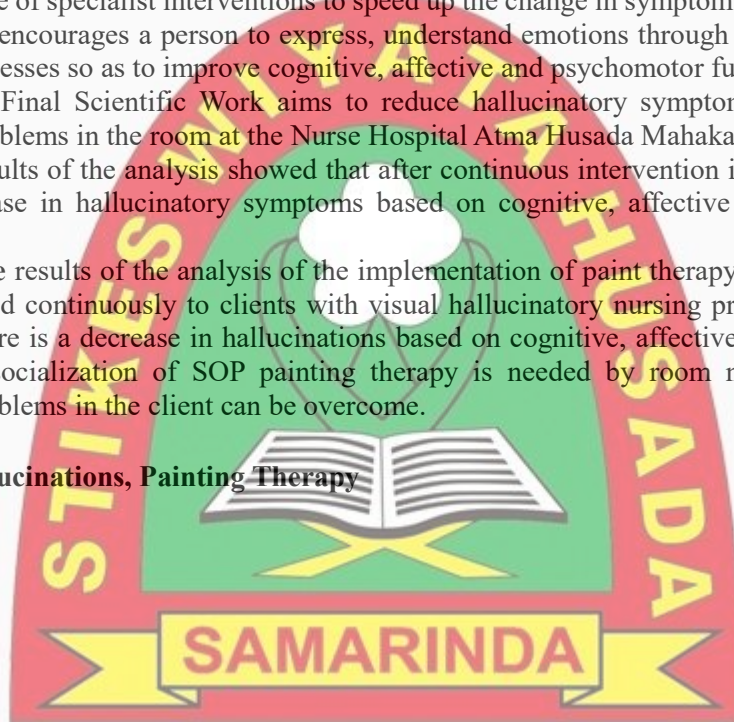 e of specialist interventions to speed up the change in symptom
encourages a person to express, understand emotions through
esses so as to improve cognitive, affective and psychomotor fu
Final Scientific Work aims to reduce hallucinatory symptom
blems in the room at the Nurse Hospital Atma Husada Mahaka
ults of the analysis showed that after continuous intervention i
ase in hallucinatory symptoms based on cognitive, affective
e results of the analysis of the implementation of paint therapy
d continuously to clients with visual hallucinatory nursing pr
re is a decrease in hallucinations based on cognitive, affective
ocialization of SOP painting therapy is needed by room n
blems in the client can be overcome.
ucinations, Painting Therapy
STIKES WIYATA HUSADA
SAMARINDA